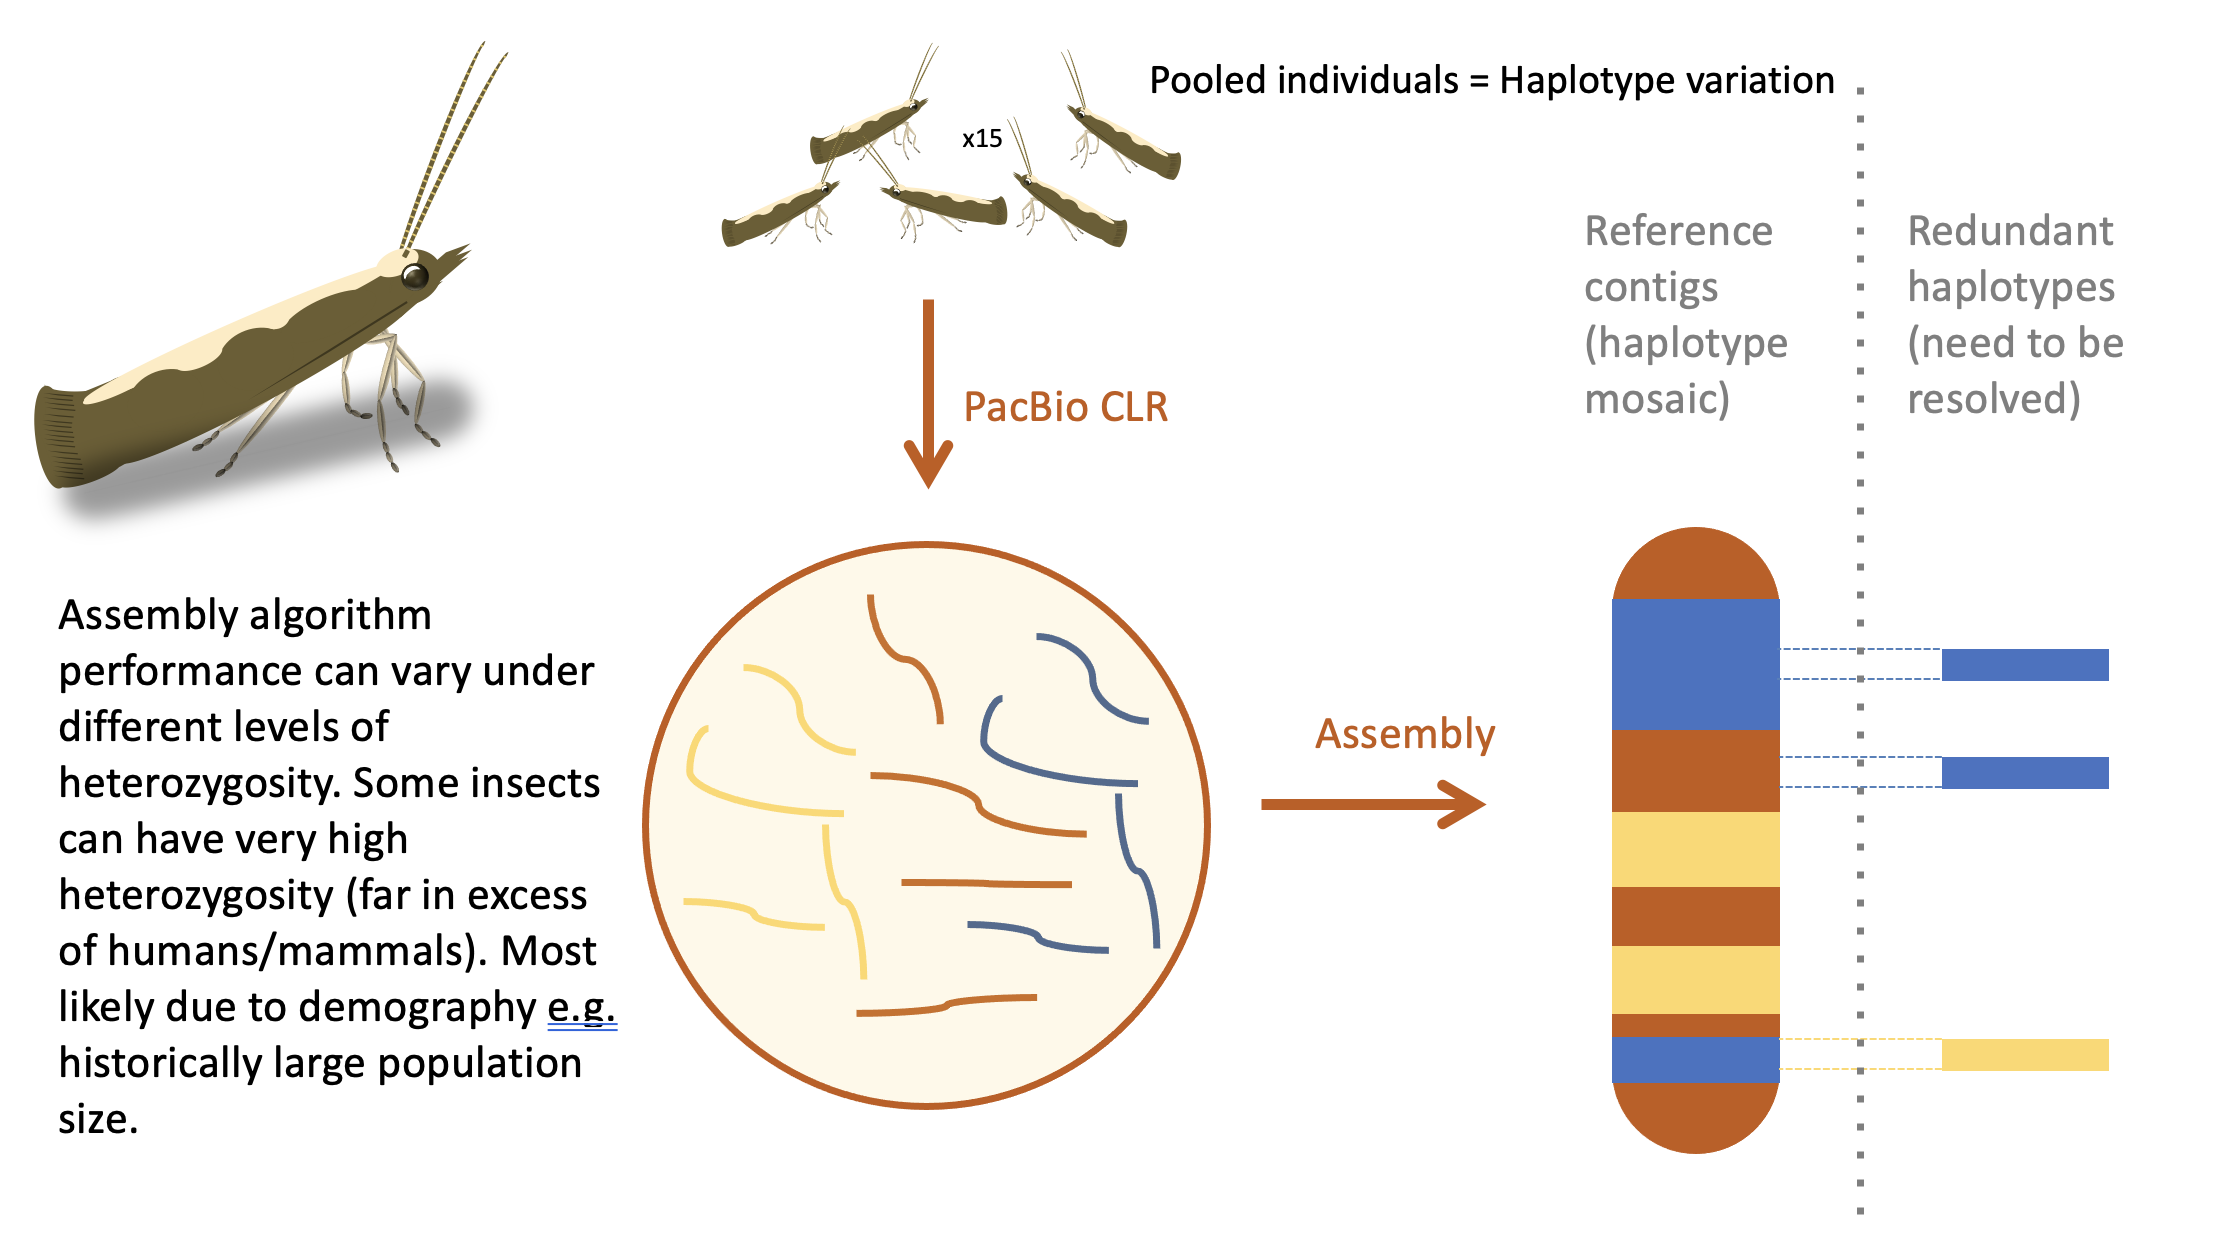 Pooled individuals = Haplotype variation
x15
Reference
contigs
(haplotype
mosaic)
Redundant
haplotypes
(need to be
resolved)
PacBio CLR
Assembly
Assembly algorithm
performance can vary under
different levels of
heterozygosity. Some insects
can have very high
heterozygosity (far in excess
of humans/mammals). Most
likely due to demography e.g.
historically large population
size.